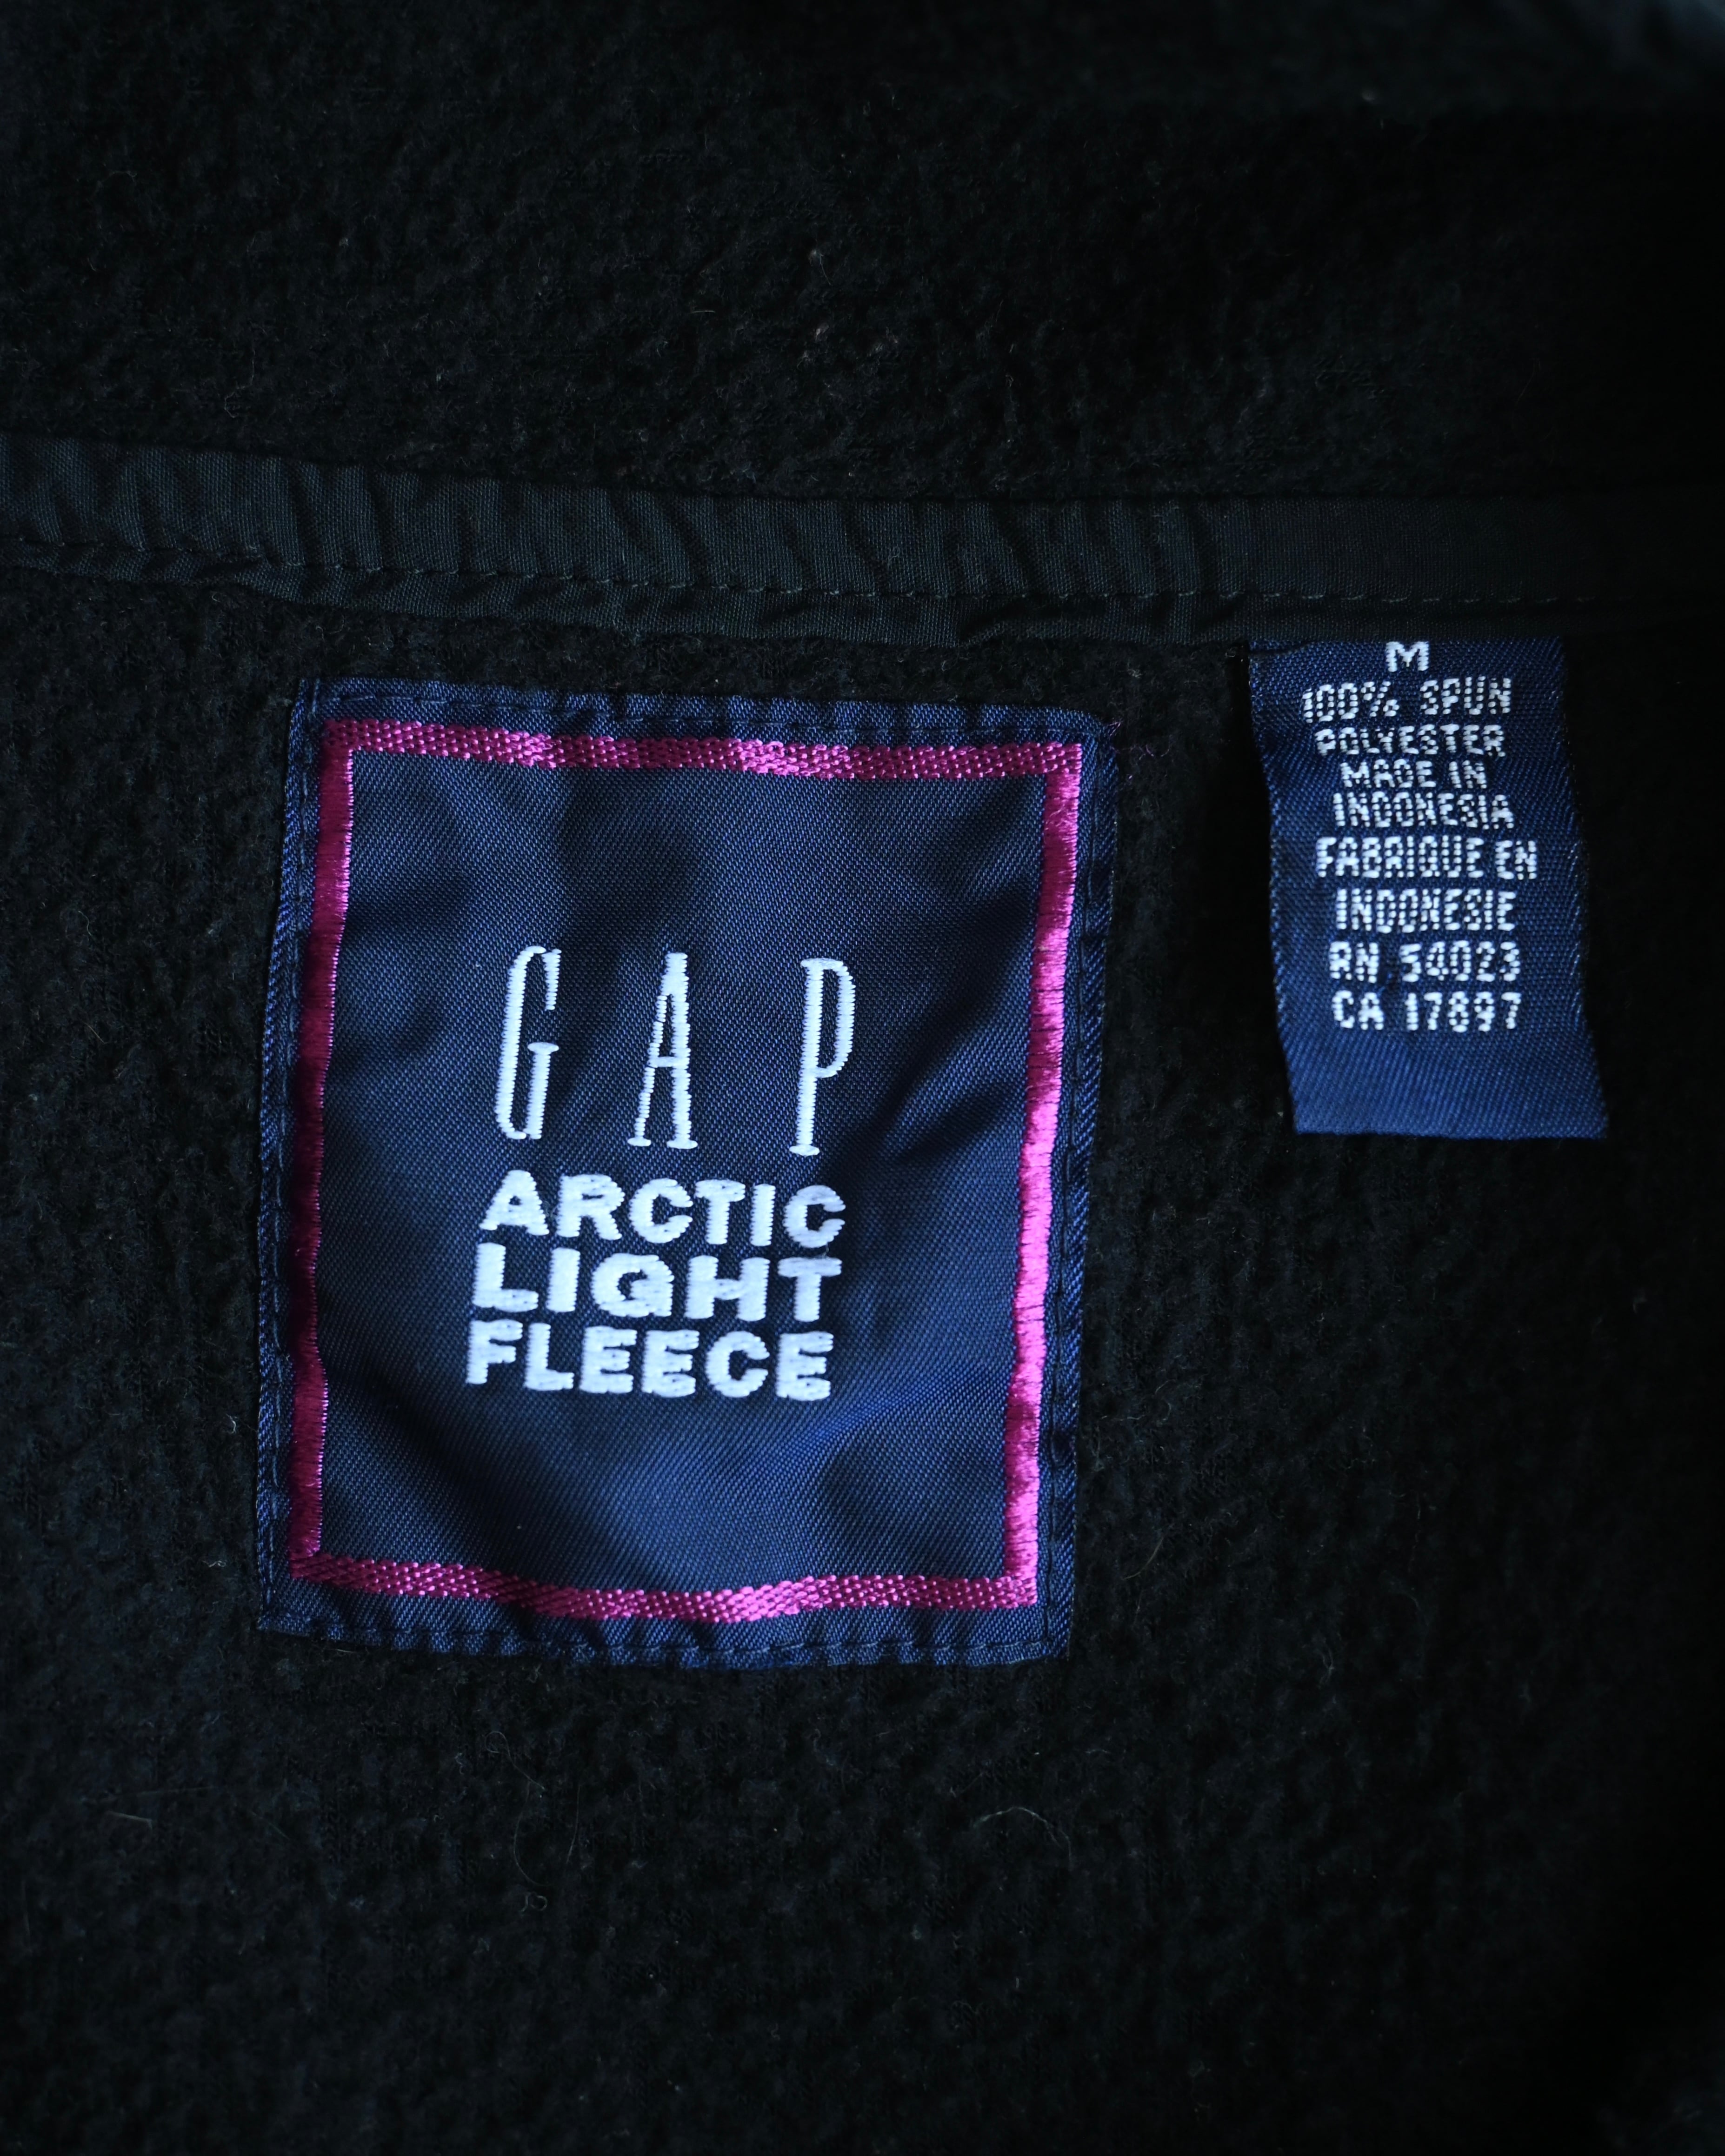 GAP
ARCTIC
LIGHT
FLEECE
M
100% SPUN
POLYESTER
MADE IN
INDONESIA
FABRIQUE EN
INDONESIE
RN 54023
CA 17897